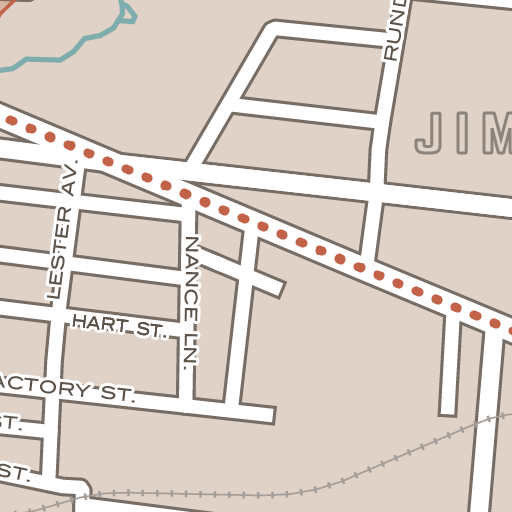 RUND
JIM
LESTER AV.
NANCE LN.
HART ST.
ACTORY ST.
ST.
ST.